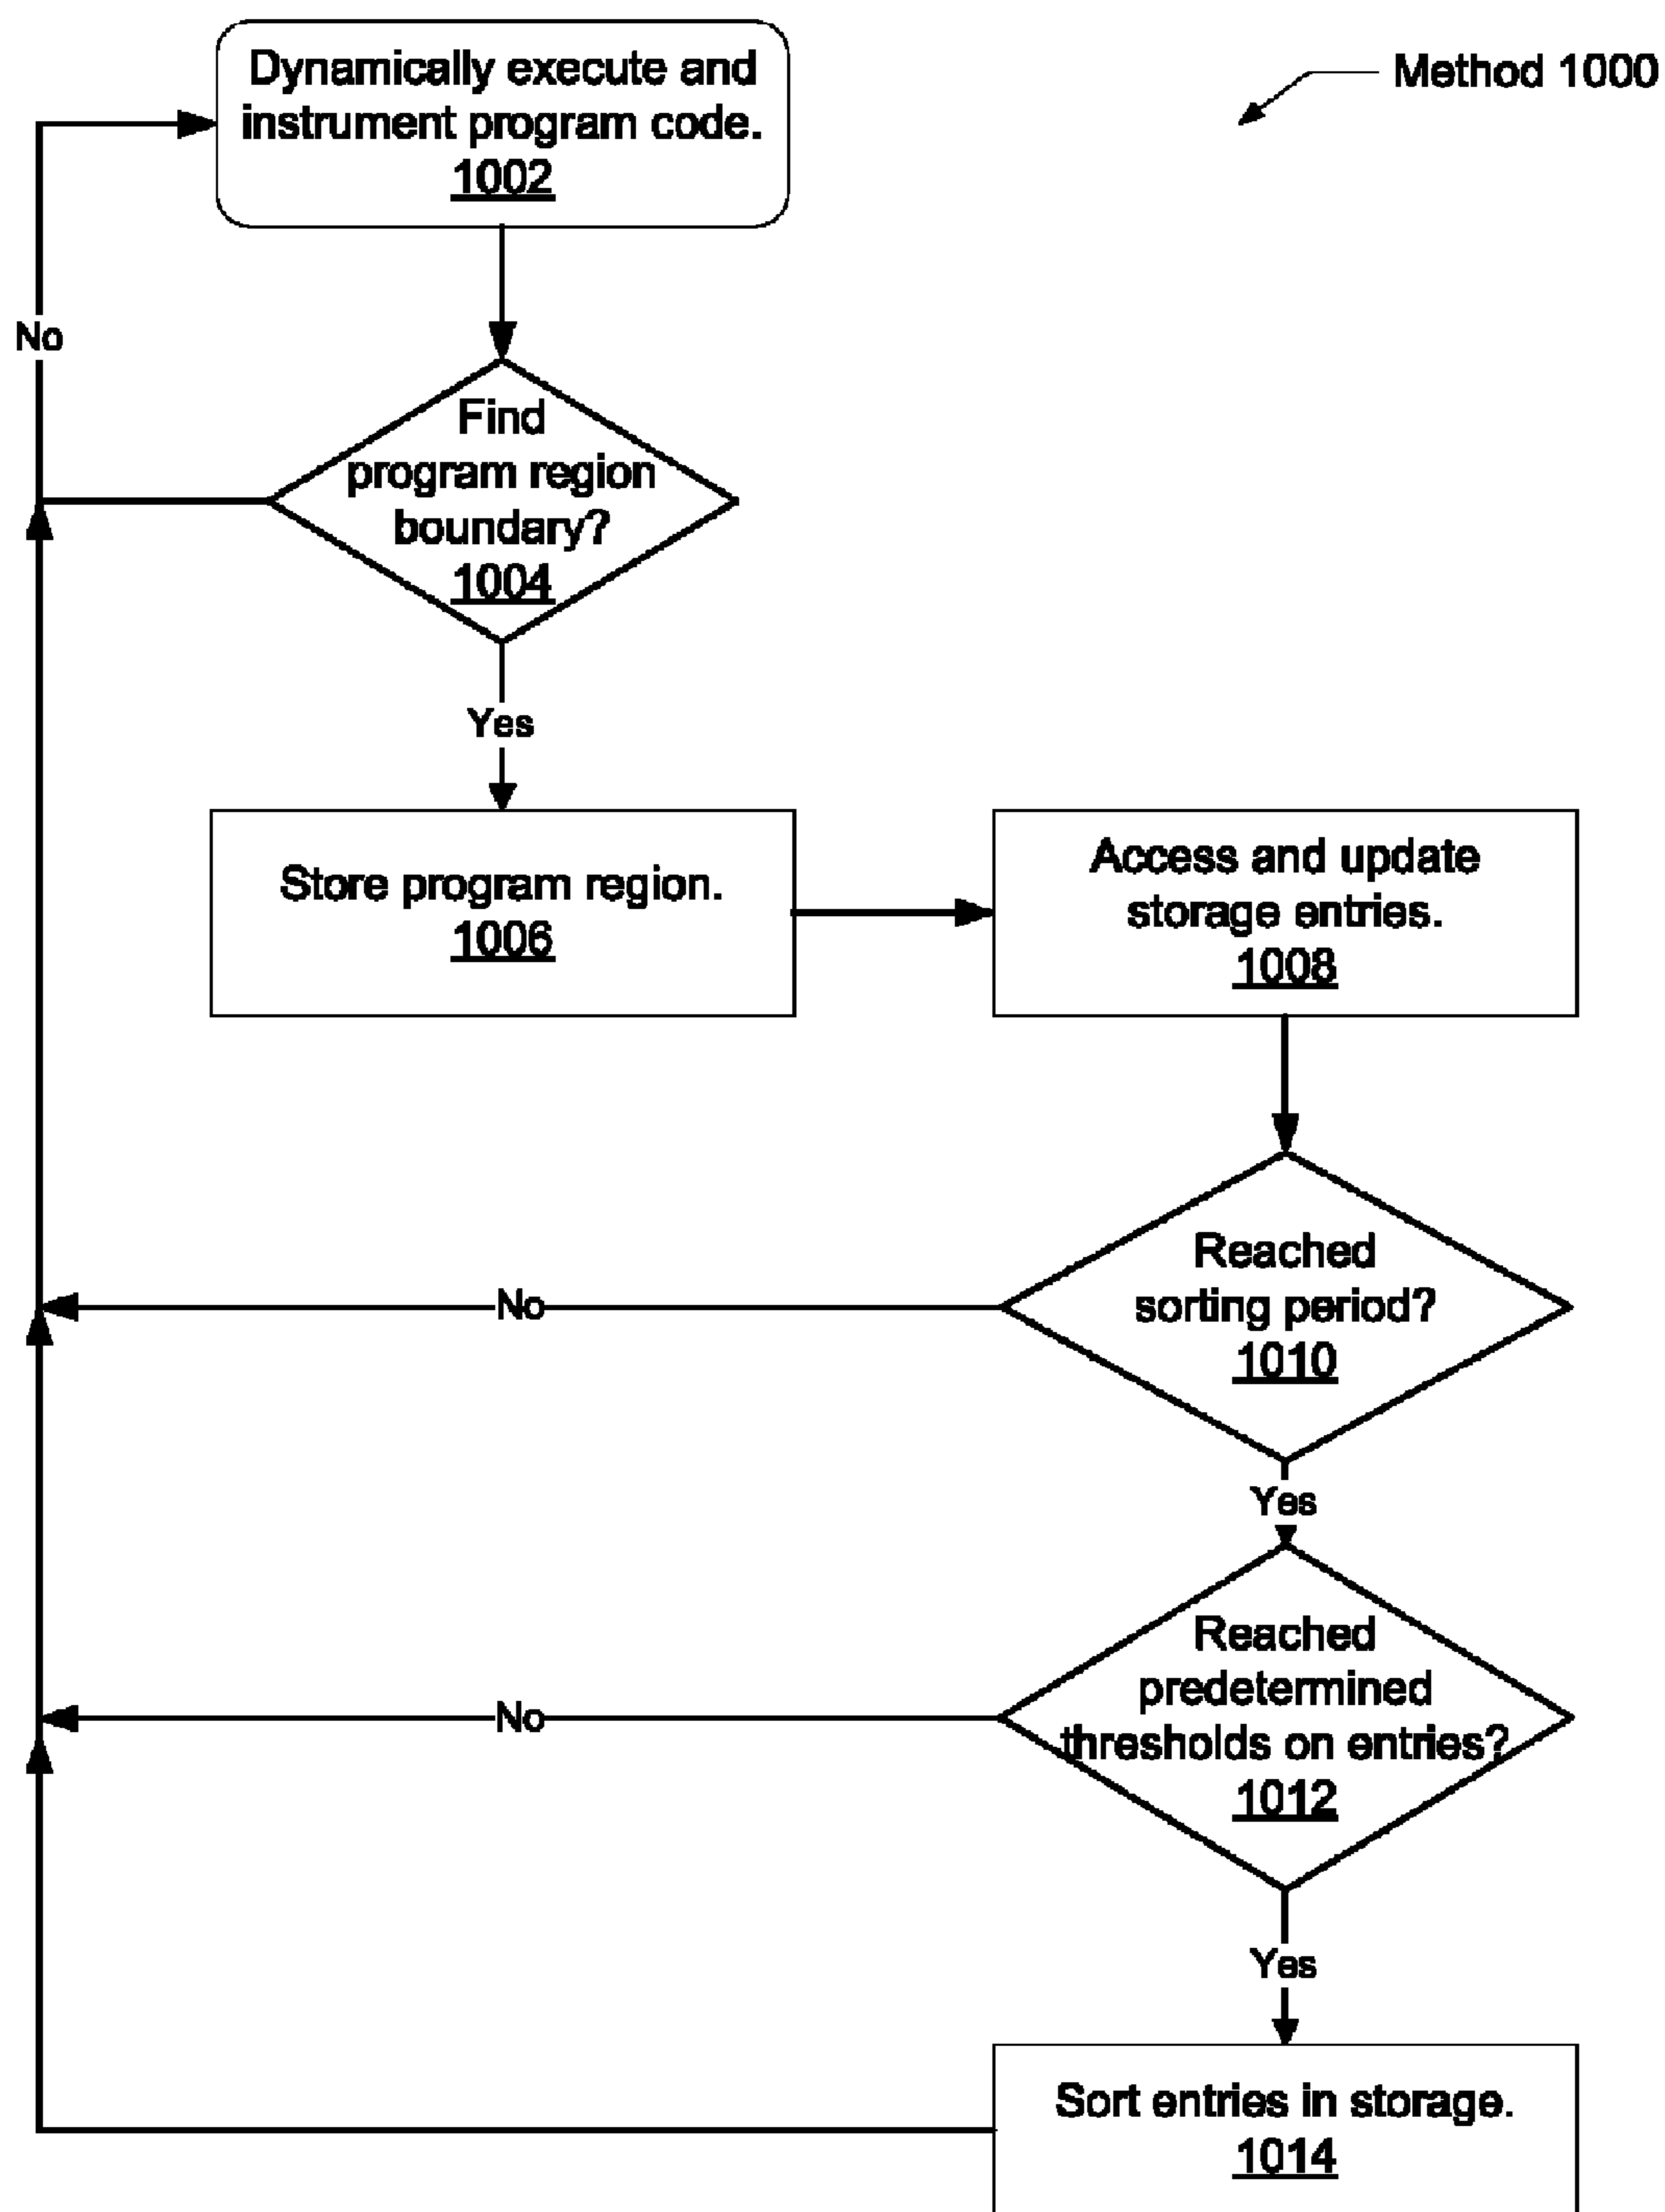 Dynamically execute and
instrument program code.
1002
Method 1000
No
Find
program region
boundary?
1004
Yes
Store program region.
1006
Access and update
storage entries.
1008
Reached
sorting period?
1010
No
Yes
Reached
predetermined
thresholds on entries?
1012
No
Yes
Sort entries in storage.
1014